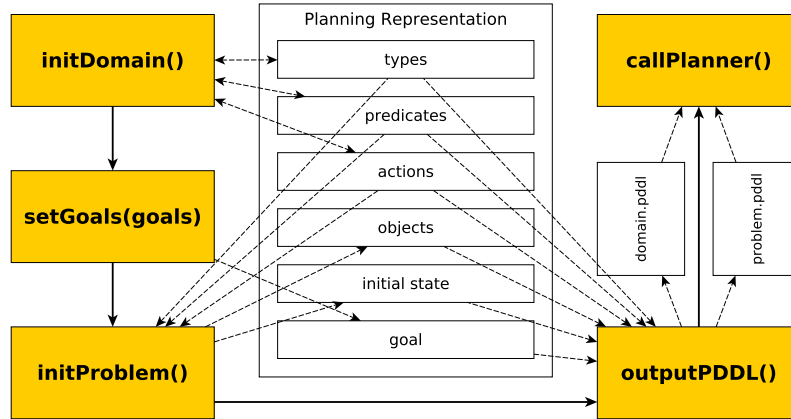 Planning Representation
initDomain()
types
callPlanner()
predicates
actions
setGoals(goals)
domain.pddl
problem.pddl
objects
initial state
goal
initProblem()
outputPDDL()